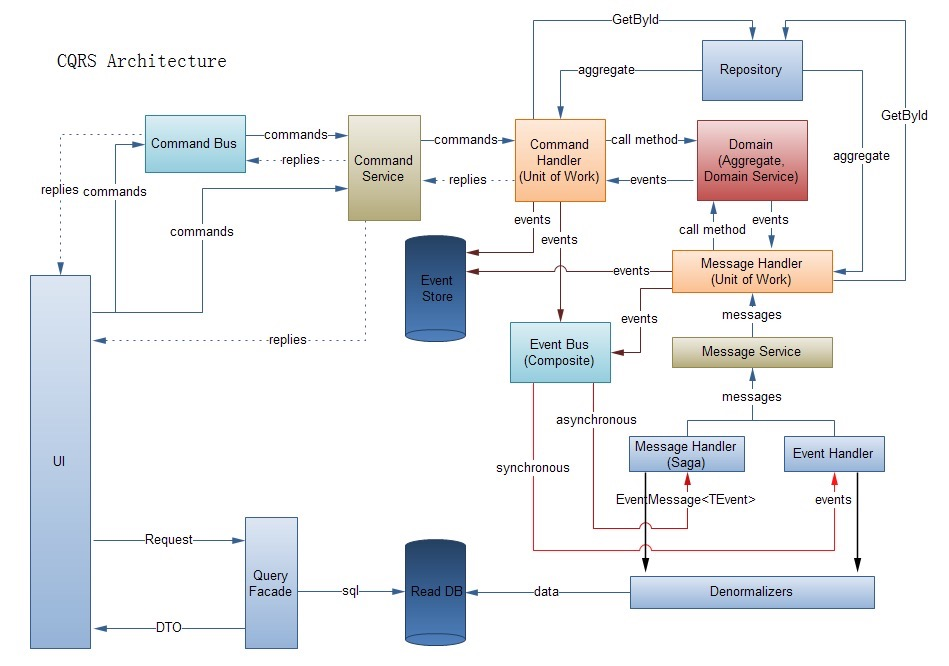 GetById
CQRS Architecture
Repository
aggregate
GetById
Command Bus
commands
replies
Command
Service
commands
replies
Command
Handler
(Unit of Work)
call method
events
Domain
(Aggregate,
Domain Service)
aggregate
replies
commands
commands
events
events
call method
events
Event
Store
events
Message Handler
(Unit of Work)
events
messages
replies
Event Bus
(Composite)
Message Service
messages
asynchronous
synchronous
Message Handler
(Saga)
Event Handler
UI
EventMessage<TEvent>
events
Request
Query
Facade
sql
Read DB
data
Denormalizers
DTO